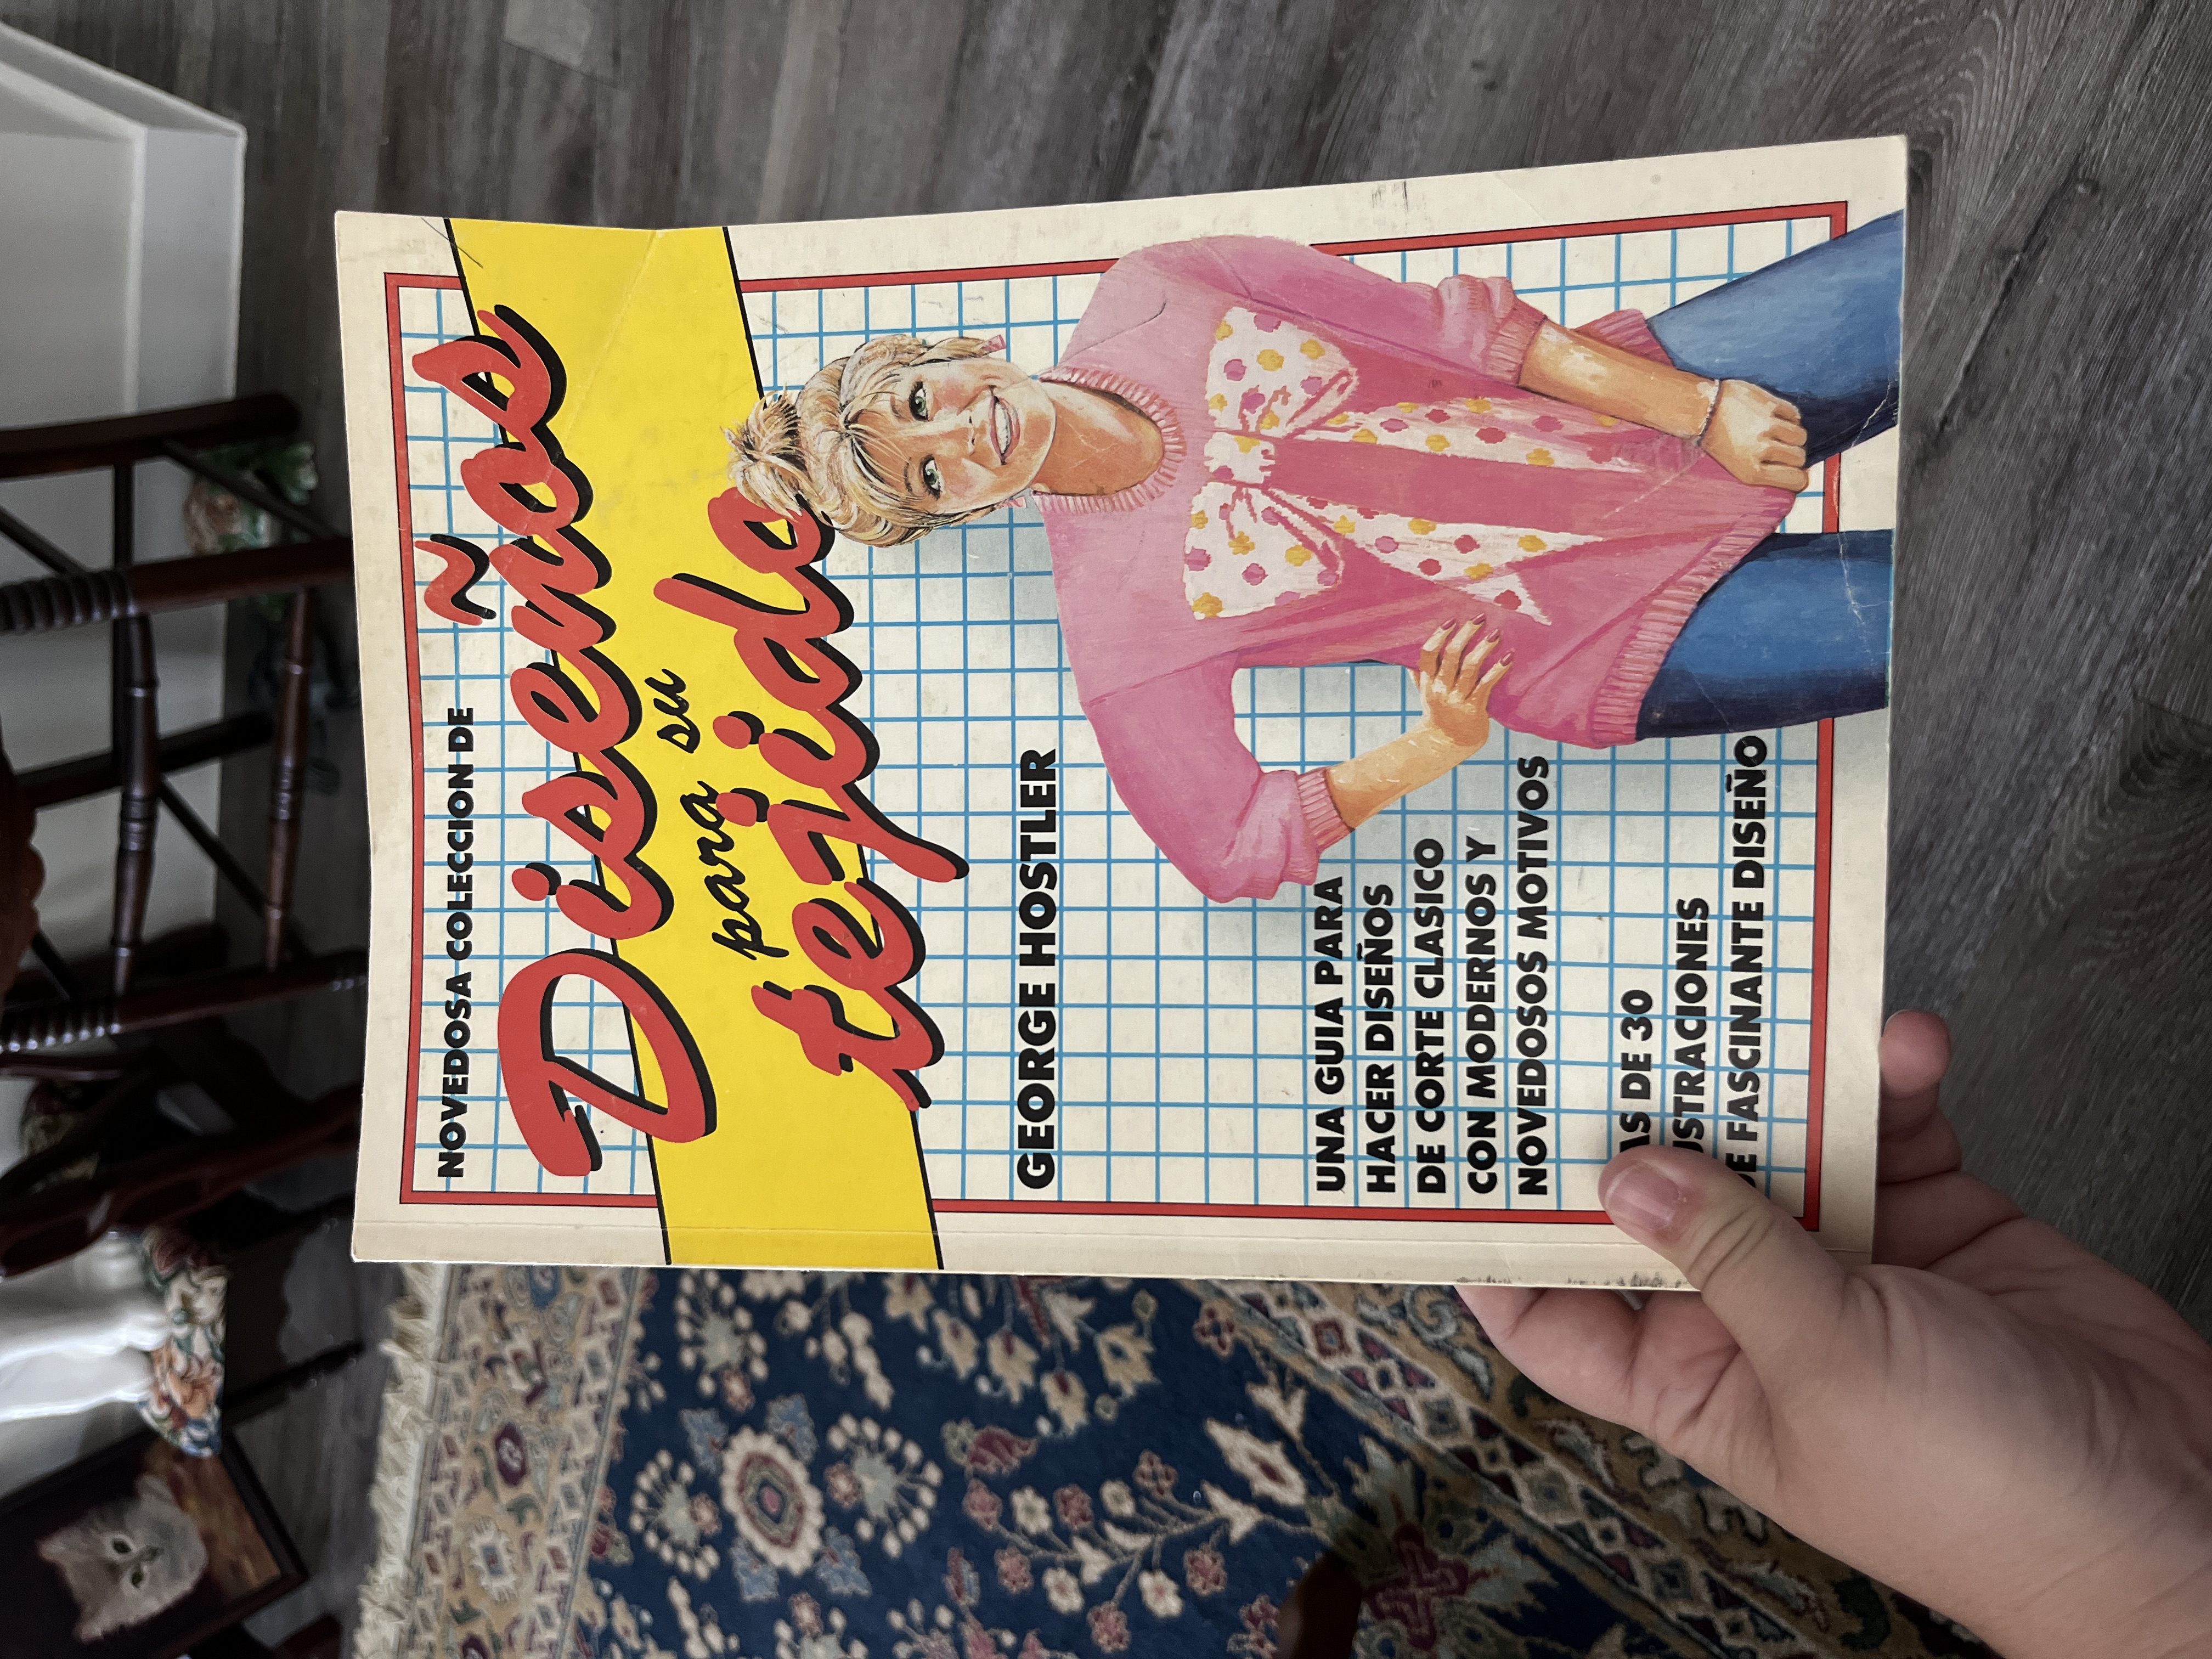 NOVEDOSA COLECCION DE
Diseños
para su
tejido
GEORGE HOSTLER
UNA GUIA PARA
HACER DISEÑOS
DE CORTE CLASICO
CON MODERNOS Y
NOVEDOSOS MOTIVOS
DE 30
FASCINANTE DISEÑO